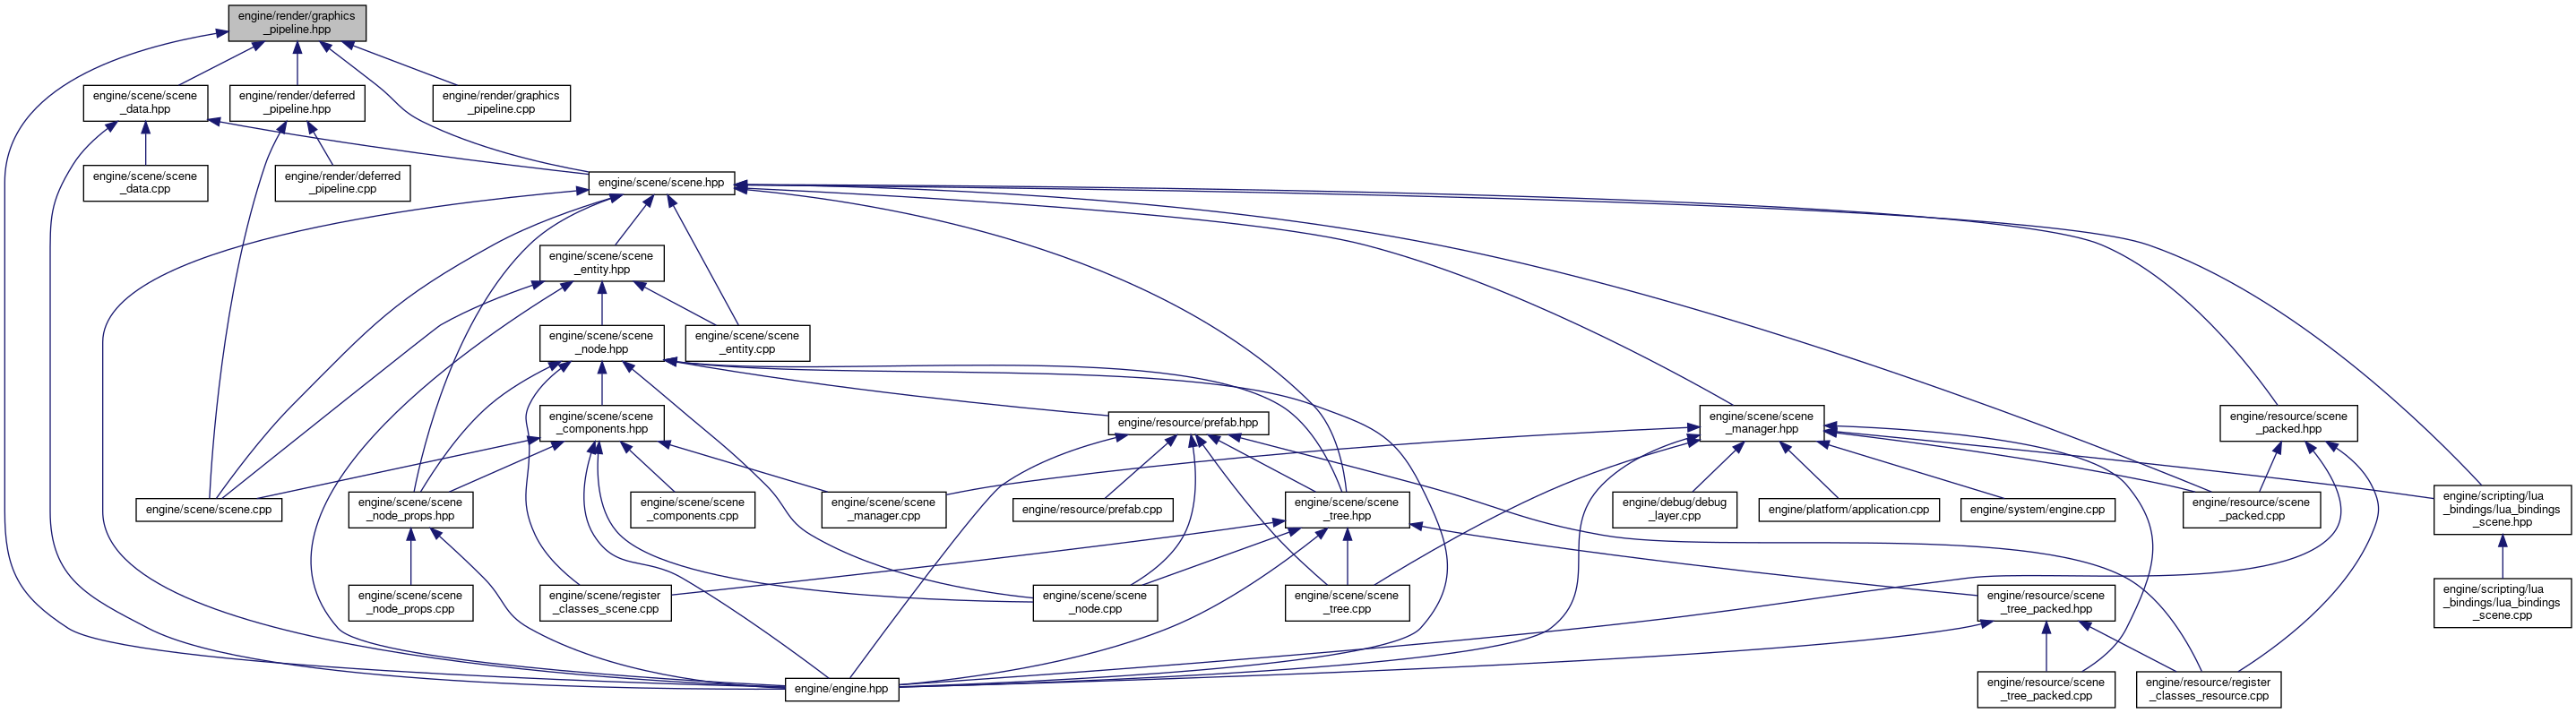 engine/render/graphics
_pipeline.hpp
engine/scene/scene
_data.hpp
engine/render/deferred
_pipeline.hpp
engine/render/graphics
_pipeline.cpp
engine/scene/scene
_data.cpp
engine/render/deferred
_pipeline.cpp
engine/scene/scene.hpp
engine/scene/scene
_entity.hpp
engine/scene/scene
_node.hpp
engine/scene/scene
_entity.cpp
engine/scene/scene
_components.hpp
engine/resource/prefab.hpp
engine/scene/scene
_manager.hpp
engine/resource/scene
_packed.hpp
engine/scene/scene.cpp
engine/scene/scene
_node_props.hpp
engine/scene/scene
_components.cpp
engine/scene/scene
_manager.cpp
engine/resource/prefab.cpp
engine/scene/scene
_tree.hpp
engine/debug/debug
_layer.cpp
engine/platform/application.cpp
engine/system/engine.cpp
engine/resource/scene
_packed.cpp
engine/scripting/lua
_bindings/lua_bindings
_scene.hpp
engine/scene/scene
_node_props.cpp
engine/scene/register
_classes_scene.cpp
engine/scene/scene
_node.cpp
engine/scene/scene
_tree.cpp
engine/resource/scene
_tree_packed.hpp
engine/scripting/lua
_bindings/lua_bindings
_scene.cpp
engine/engine.hpp
engine/resource/scene
_tree_packed.cpp
engine/resource/register
_classes_resource.cpp